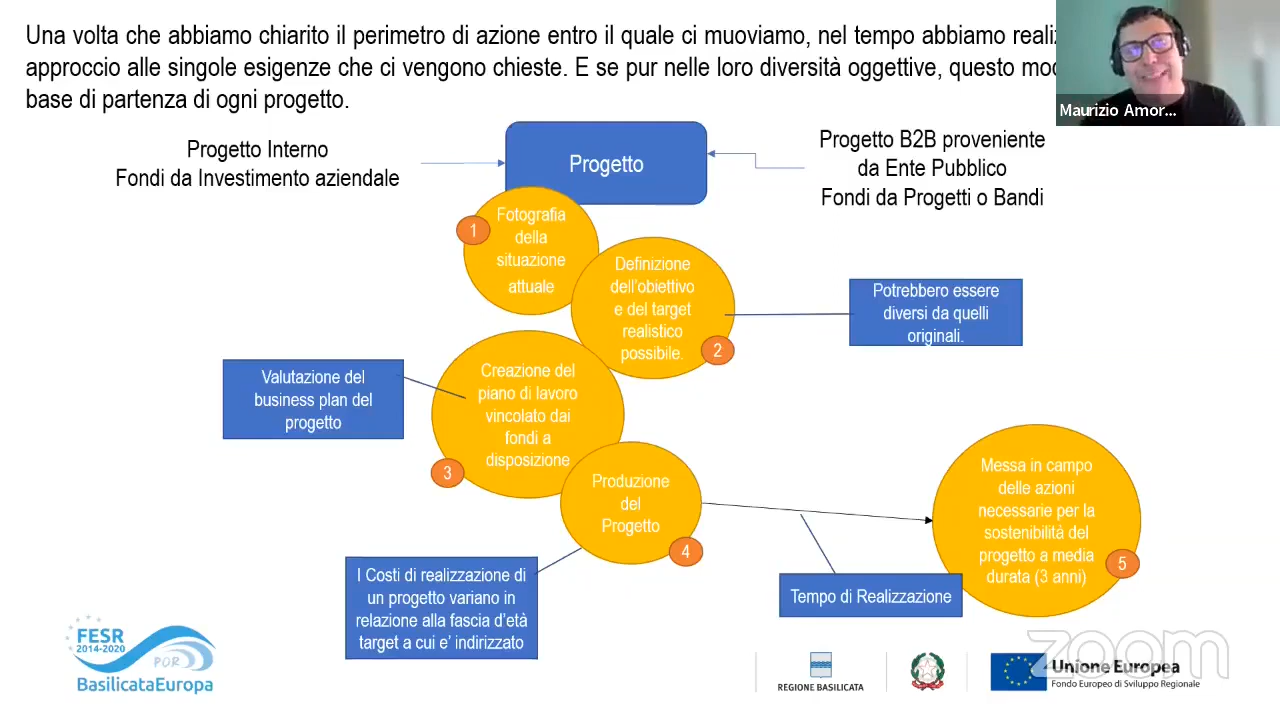 Una volta che abbiamo chiarito il perimetro di azione entro il quale ci muoviamo, nel tempo abbiamo
approccio alle singole esigenze che ci vengono chieste. E se pur nelle loro diversità oggettive, questo
base di partenza di ogni progetto.
Maurizio Amor...
Progetto Interno
Fondi da Investimento aziendale
Progetto
Progetto B2B proveniente
da Ente Pubblico
Fondi da Progetti o Bandi
1
Fotografia
della
situazione
attuale
Definizione
dell'obiettivo
e del target
realistico
possibile.
2
Potrebbero essere
diversi da quelli
originali.
Valutazione del
business plan del
progetto
Creazione del
piano di lavoro
vincolato dai
fondi a
disposizione
3
Produzione
del
Progetto
4
Messa in campo
delle azioni
necessarie per la
sostenibilità del
progetto a media
durata (3 anni)
5
I Costi di realizzazione di
un progetto variano in
relazione alla fascia d'età
target a cui e' indirizzato
Tempo di Realizzazione
FESR
2014-2020
POR
BasilicataEuropa
REGIONE BASILICATA
Unione Europea
Fondo Europeo di Sviluppo Regionale
zoom